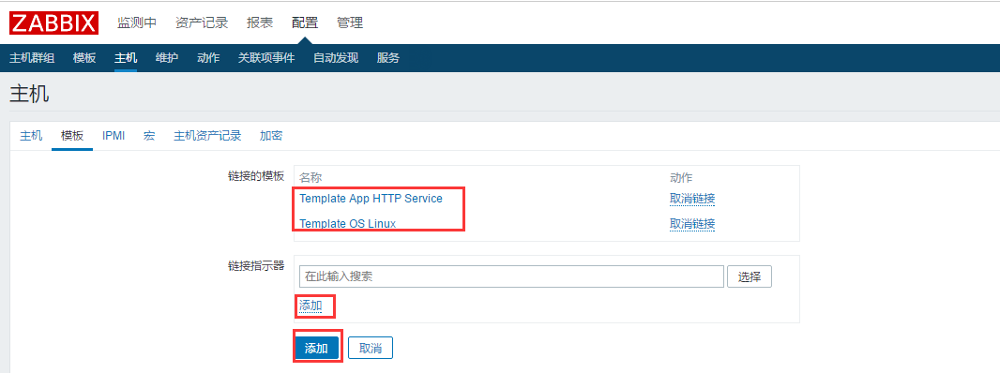 ZABBIX 监测中 资产记录 报表 配置 管理
主机群组 模板 主机 维护 动作 关联项事件 自动发现 服务
主机
主机 模板 IPMI 宏 主机资产记录 加密
链接的模板 名称 动作
Template App HTTP Service 取消链接
Template OS Linux 取消链接
链接指示器
在此输入搜索 选择
添加
添加 取消